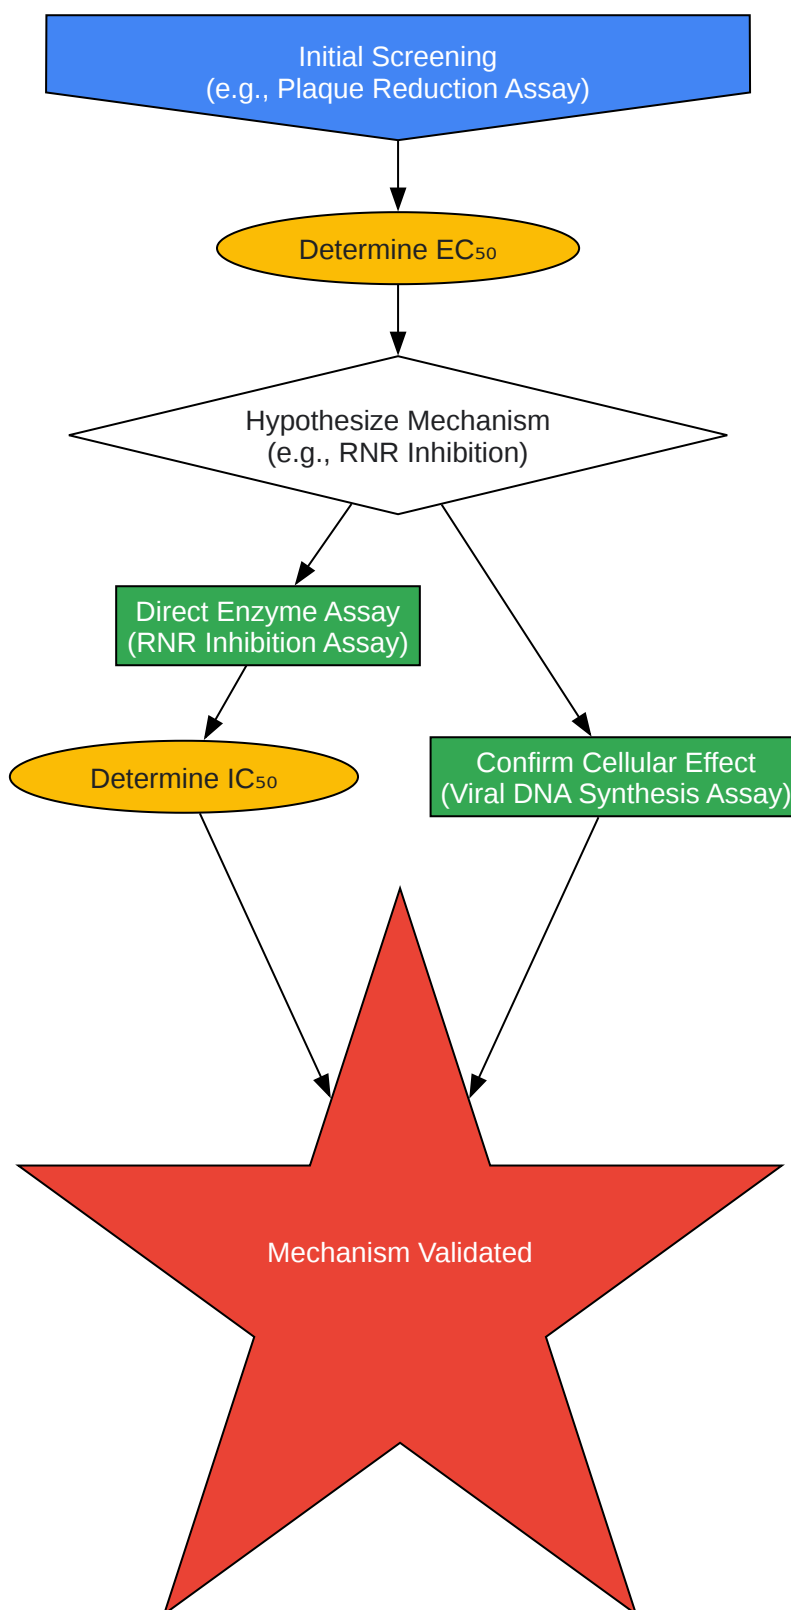 Initial Screening
(e.g., Plaque Reduction Assay)
Determine EC₅₀
Hypothesize Mechanism
(e.g., RNR Inhibition)
Direct Enzyme Assay
(RNR Inhibition Assay)
Determine IC₅₀
Confirm Cellular Effect
(Viral DNA Synthesis Assay)
Mechanism Validated